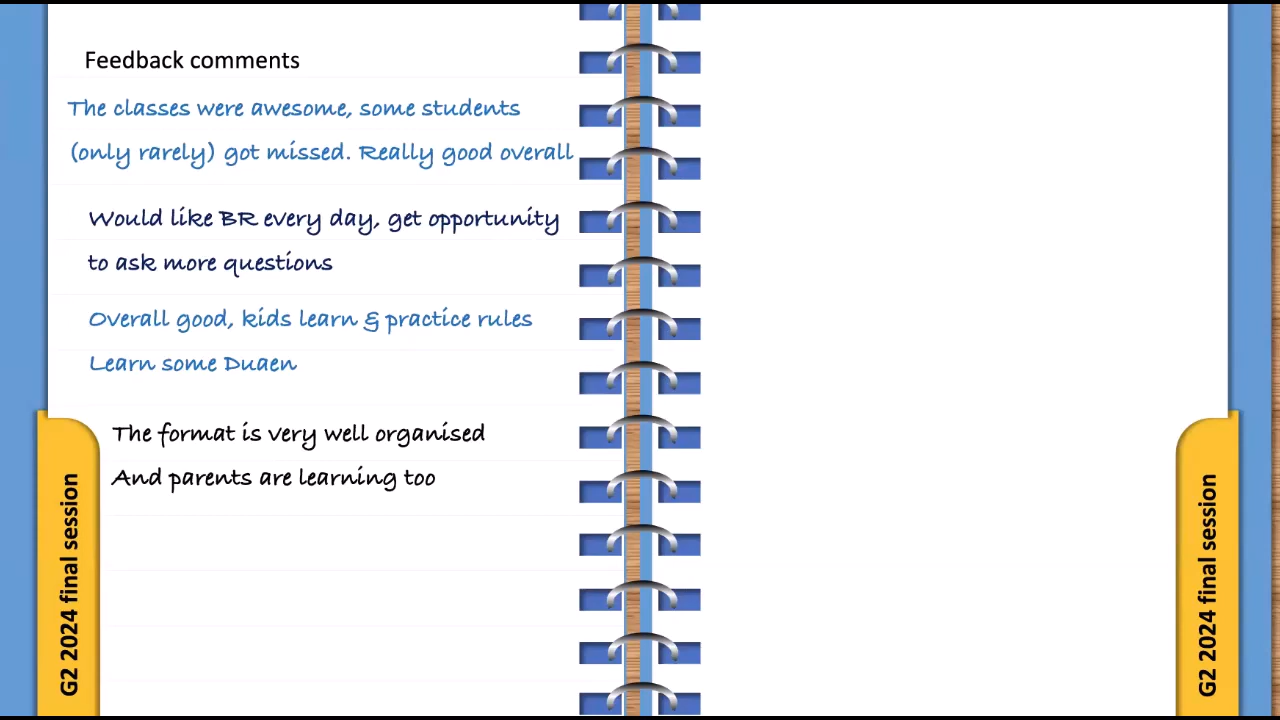 Feedback comments
The classes were awesome, some students
(only rarely) got missed. Really good overall
Would like BR every day, get opportunity
to ask more questions
Overall good, kids learn & practice rules
Learn some Duaen
The format is very well organised
And parents are learning too
G2 2024 final session
G2 2024 final session